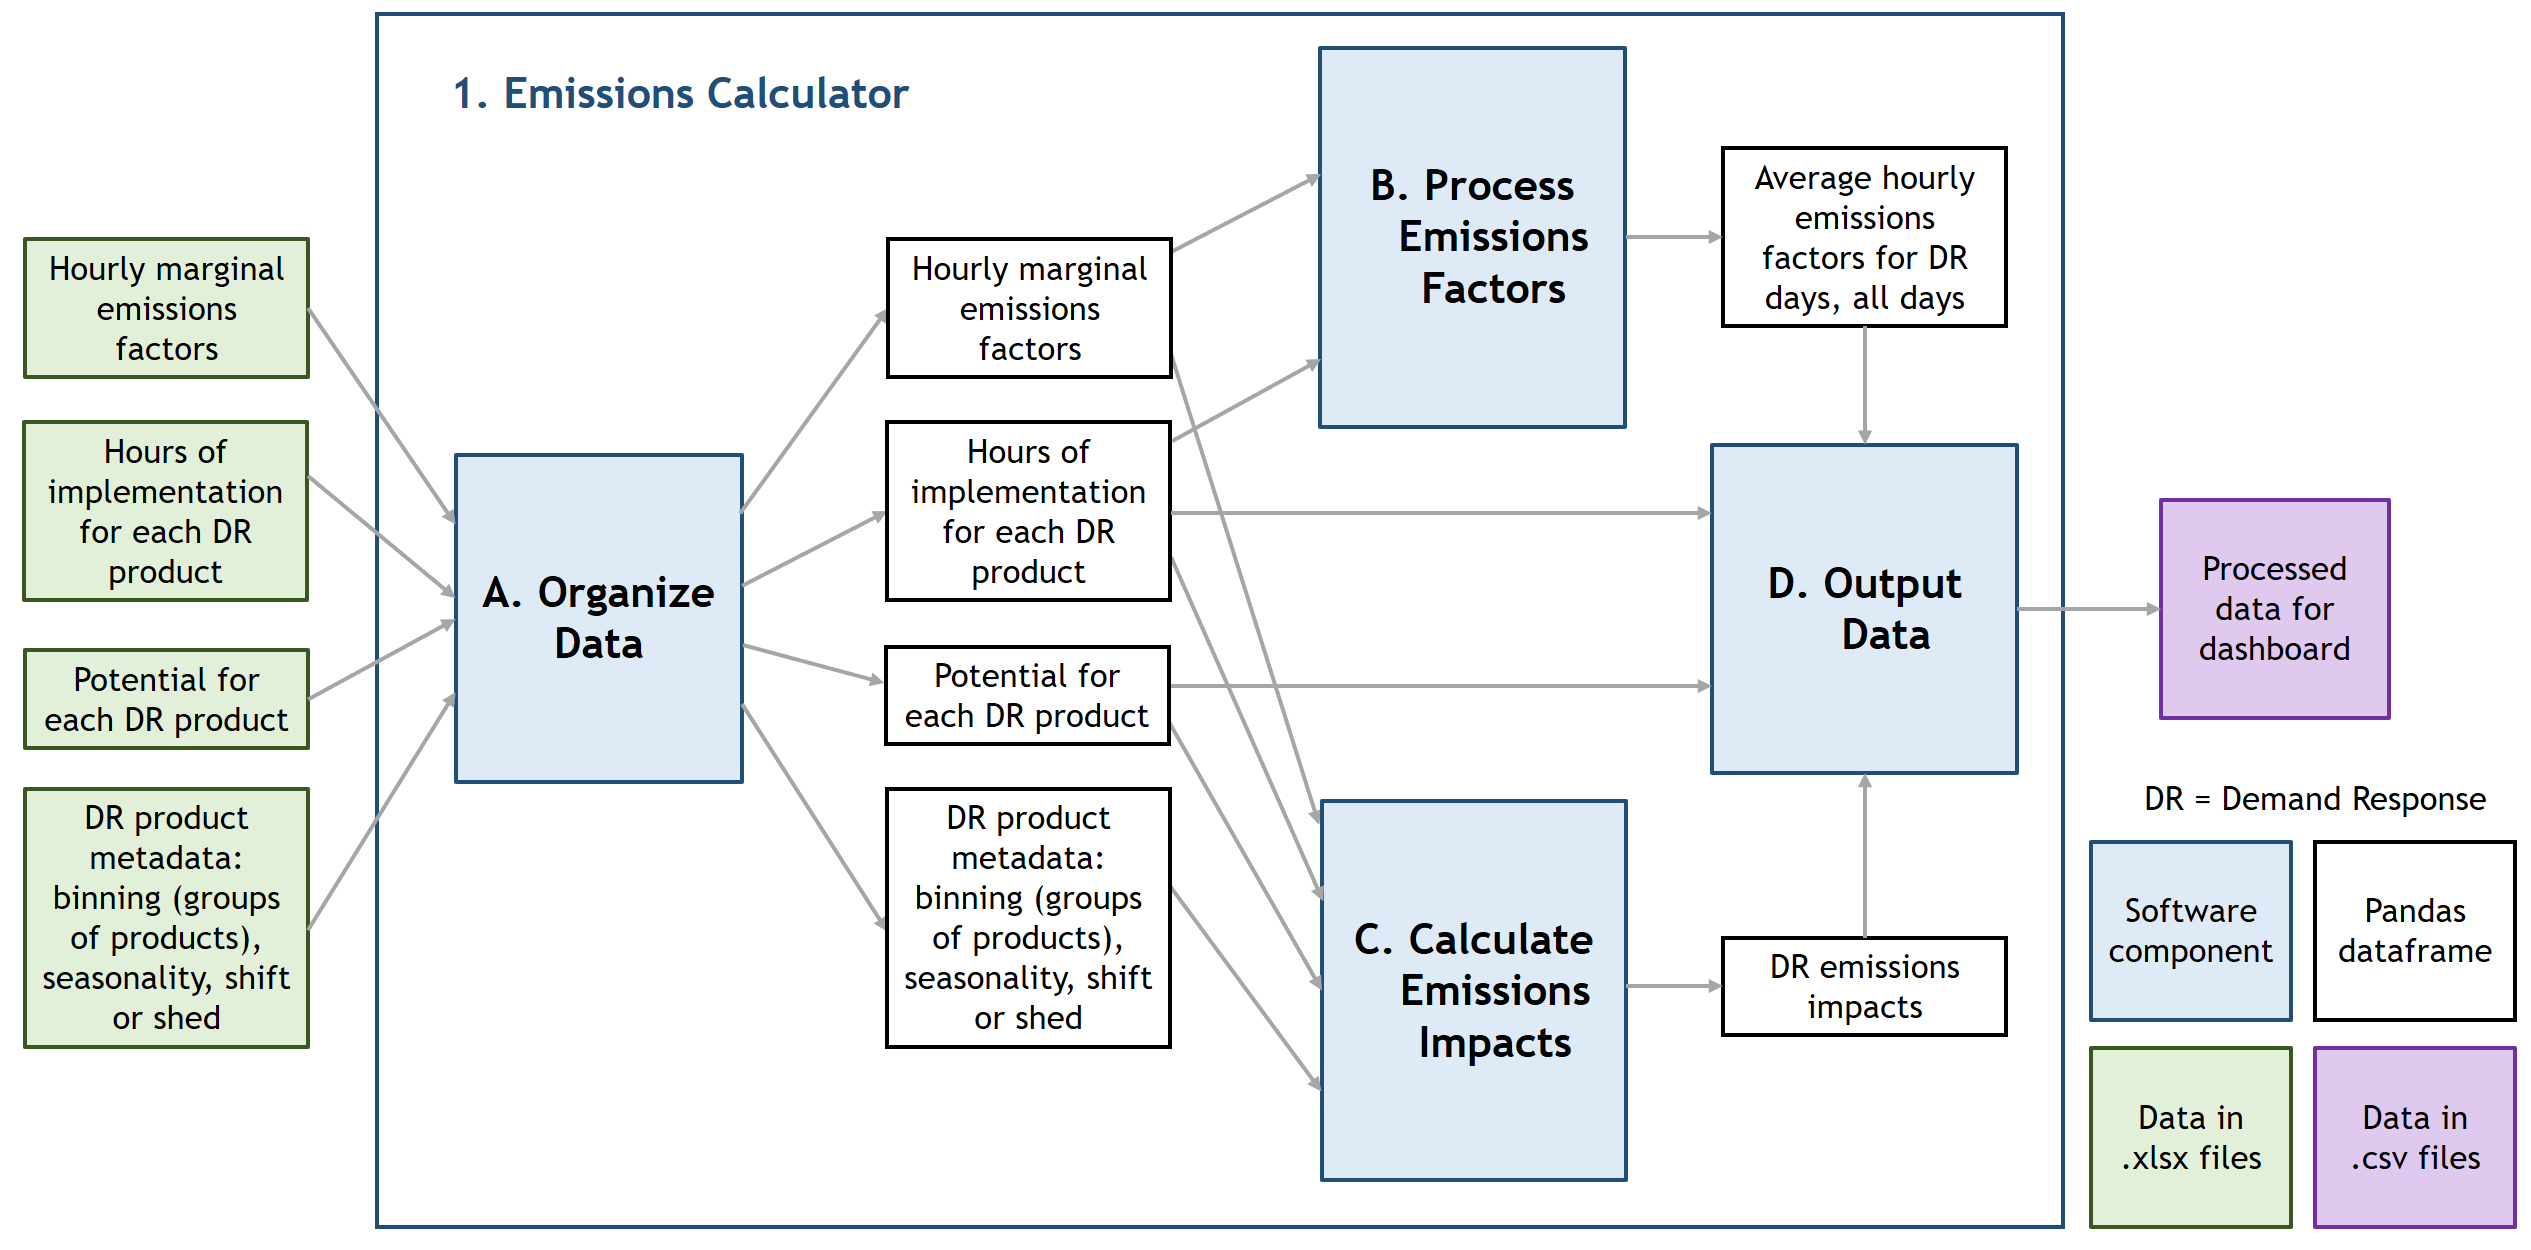 1. Emissions Calculator
Hourly marginal
emissions
factors
Hours of
implementation
for each DR
product
Potential for
each DR product
DR product
metadata:
binning (groups
of products),
seasonality, shift
or shed
A. Organize
Data
Hourly marginal
emissions
factors
Hours of
implementation
for each DR
product
Potential for
each DR product
DR product
metadata:
binning (groups
of products),
seasonality, shift
or shed
B. Process
Emissions
Factors
C. Calculate
Emissions
Impacts
Average hourly
emissions
factors for DR
days, all days
D. Output
Data
DR emissions
impacts
Processed
data for
dashboard
DR = Demand Response
Software
component
Pandas
dataframe
Data in
.xlsx files
Data in
.csv files